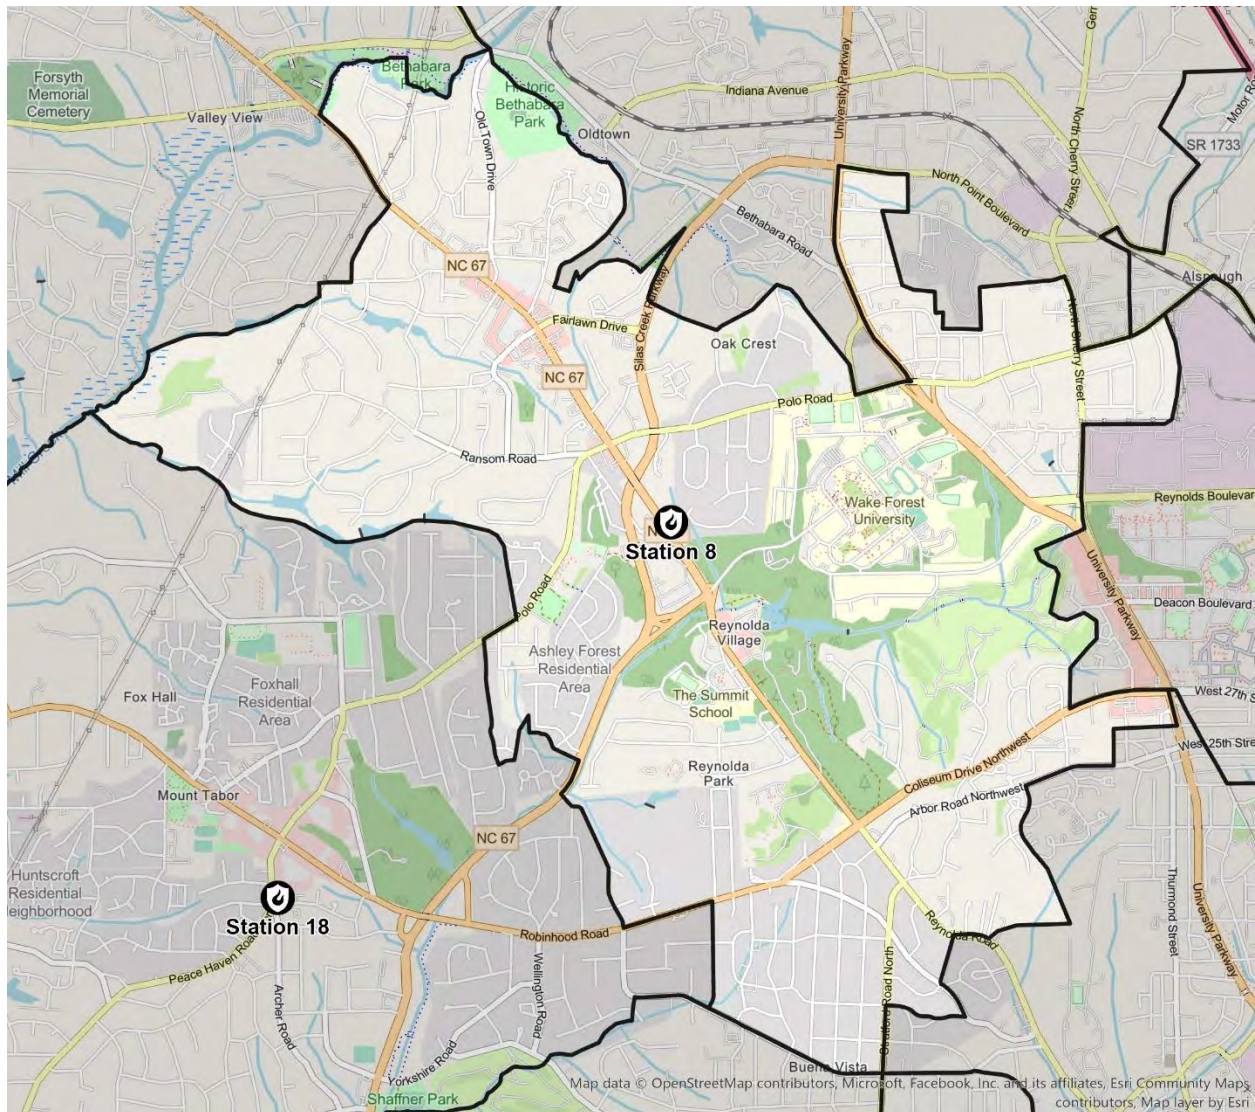 Forsyth
Memorial
Cemetery
Valley View
Bethabara
Park
Historic
Bethabara
Park
Old Town Drive
Oldtown
Indiana Avenue
University Parkway
North Cherry Street
SR 1733
North Point Boulevard
Bethabara Road
Alspaugh
NC 67
Fairlawn Drive
Silas Creek Parkway
Oak Crest
North Cherry Street
NC 67
Polo Road
Ransom Road
Wake Forest
University
Reynolds Boulevar
Station 8
University Parkway
Deacon Boulevard
Polo Road
Reynolda
Village
Ashley Forest
Residential
Area
Fox Hall
Foxhall
Residential
Area
The Summit
School
West 27th S
West 25th Stre
Reynolda
Park
Coliseum Drive Northwest
Arbor Road Northwest
Mount Tabor
NC 67
Huntscroft
Residential
Neighborhood
Station 18
Robinhood Road
Reynolda Road
Thurmond Street
University Parkway
Peace Haven Road
Archer Road
Wellington Road
Stratford Road North
Yorkshire Road
Buena Vista
Shaffner Park
Map data © OpenStreetMap contributors, Microsoft, Facebook, Inc. and its affiliates, Esri Community Maps
contributors, Map layer by Esri